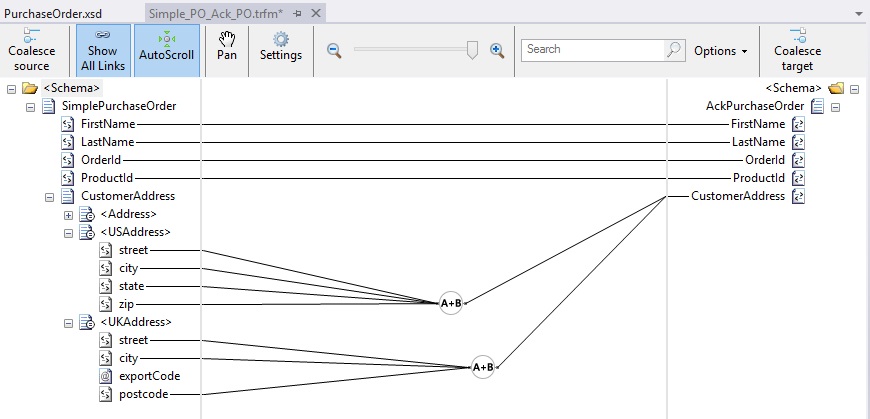 PurchaseOrder.xsd Simple_PO_Ack_PO.trfm*
Coalesce source Show All Links AutoScroll Pan Settings Search Options Coalesce target
<Schema> <Schema>
SimplePurchaseOrder AckPurchaseOrder
FirstName FirstName
LastName LastName
OrderId OrderId
ProductId ProductId
CustomerAddress CustomerAddress
<Address>
<USAddress>
street
city
state
zip A+B
<UKAddress>
street
city A+B
exportCode
postcode